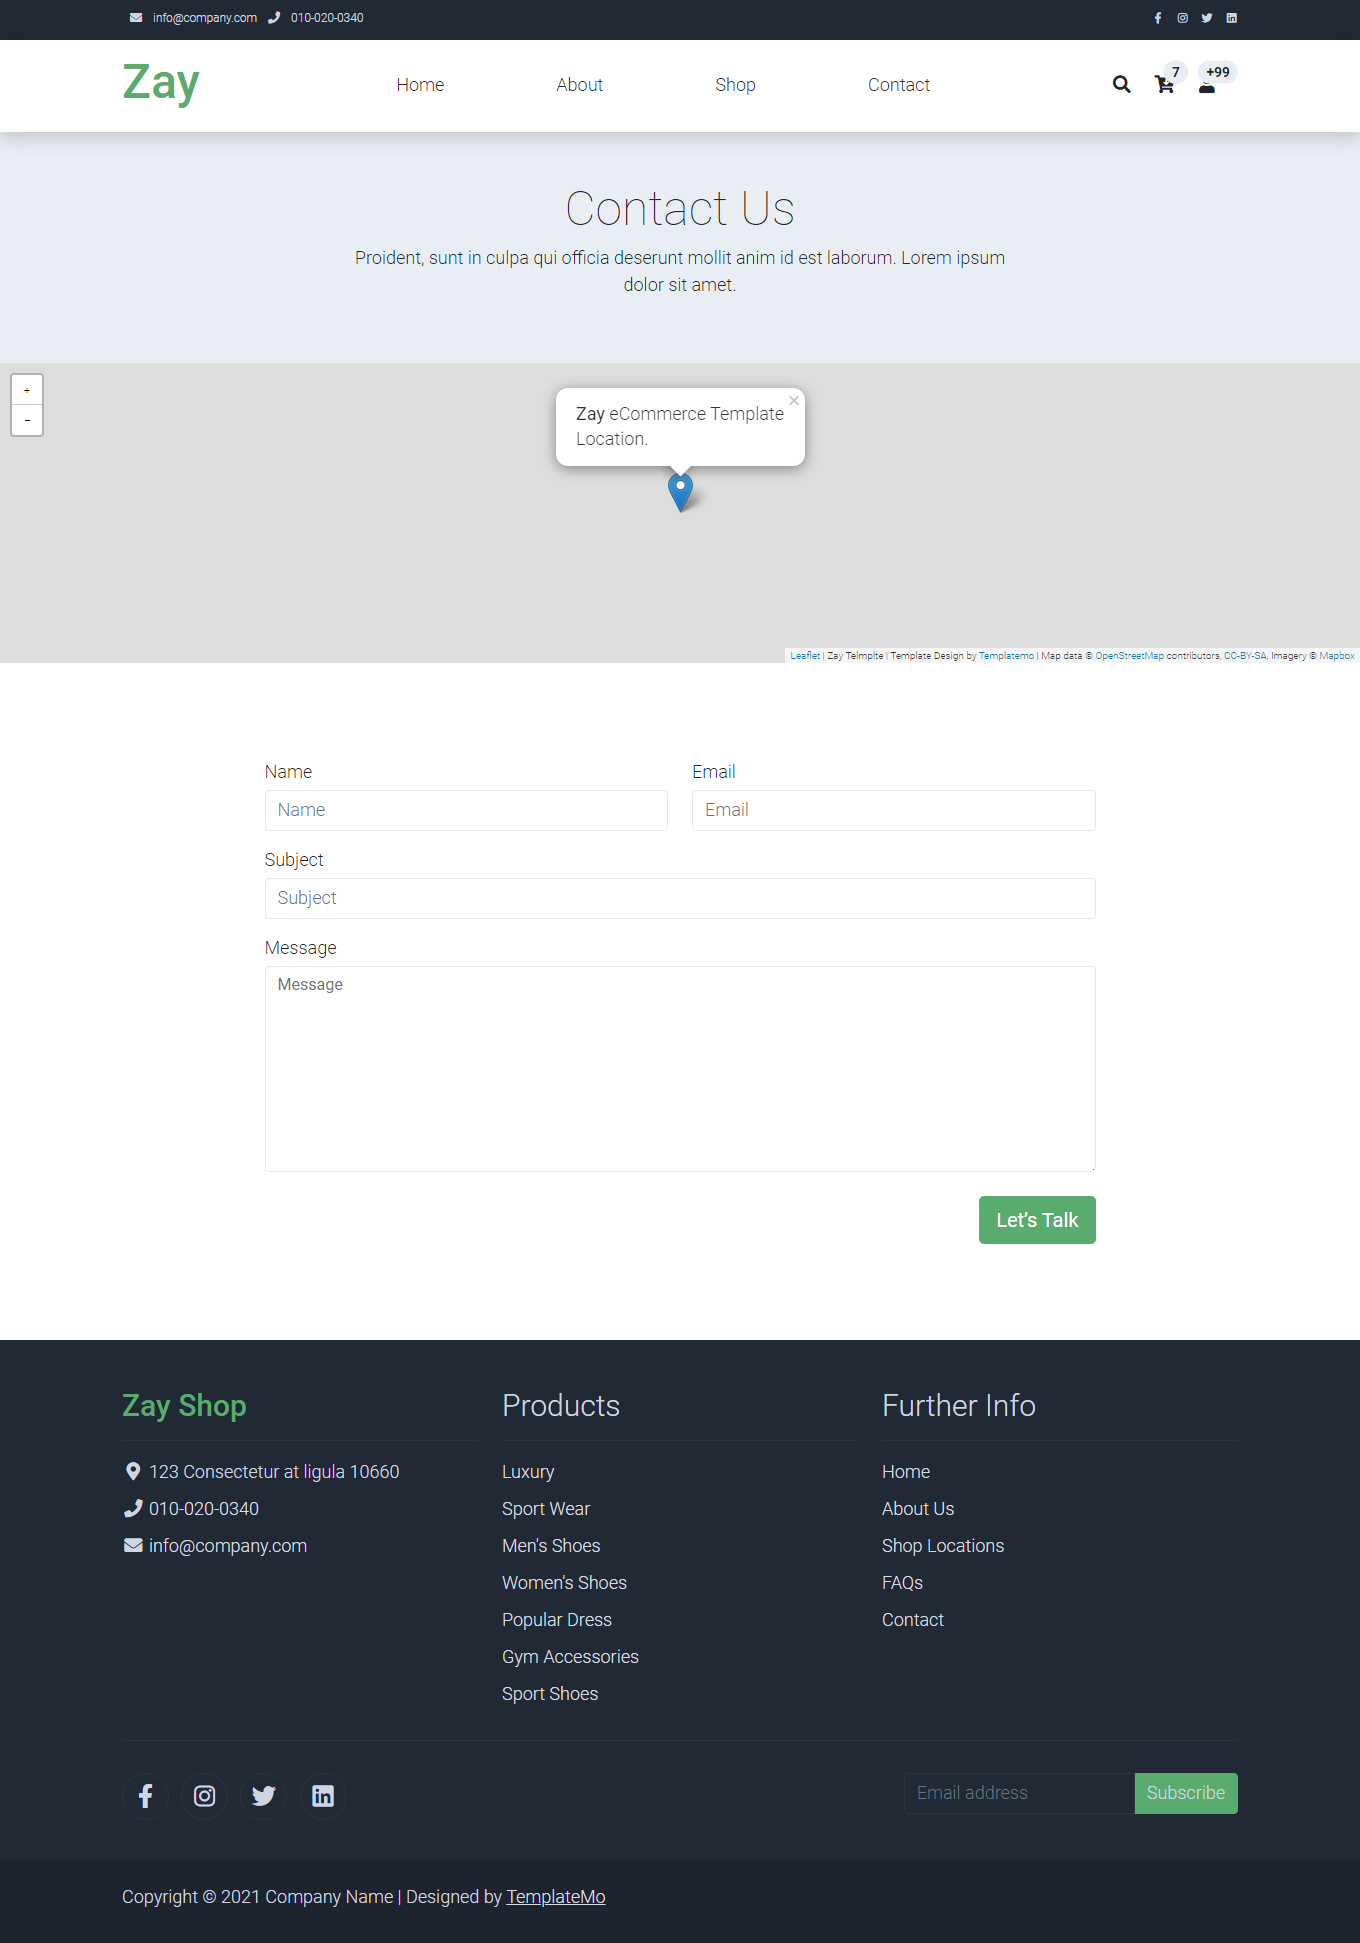 info@company.com 010-020-0340
Zay
Home About Shop Contact
7 +99
Contact Us
Proident, sunt in culpa qui officia deserunt mollit anim id est laborum. Lorem ipsum
dolor sit amet.
+
−
Zay eCommerce Template
Location.
×
Leaflet | Zay Telmplte | Template Design by Templatemo | Map data © OpenStreetMap contributors, CC-BY-SA, Imagery © Mapbox
Name Email
Name Email
Subject
Subject
Message
Message
Let's Talk
Zay Shop
123 Consectetur at ligula 10660
010-020-0340
info@company.com
Products
Luxury
Sport Wear
Men's Shoes
Women's Shoes
Popular Dress
Gym Accessories
Sport Shoes
Further Info
Home
About Us
Shop Locations
FAQs
Contact
Email address Subscribe
Copyright © 2021 Company Name | Designed by TemplateMo